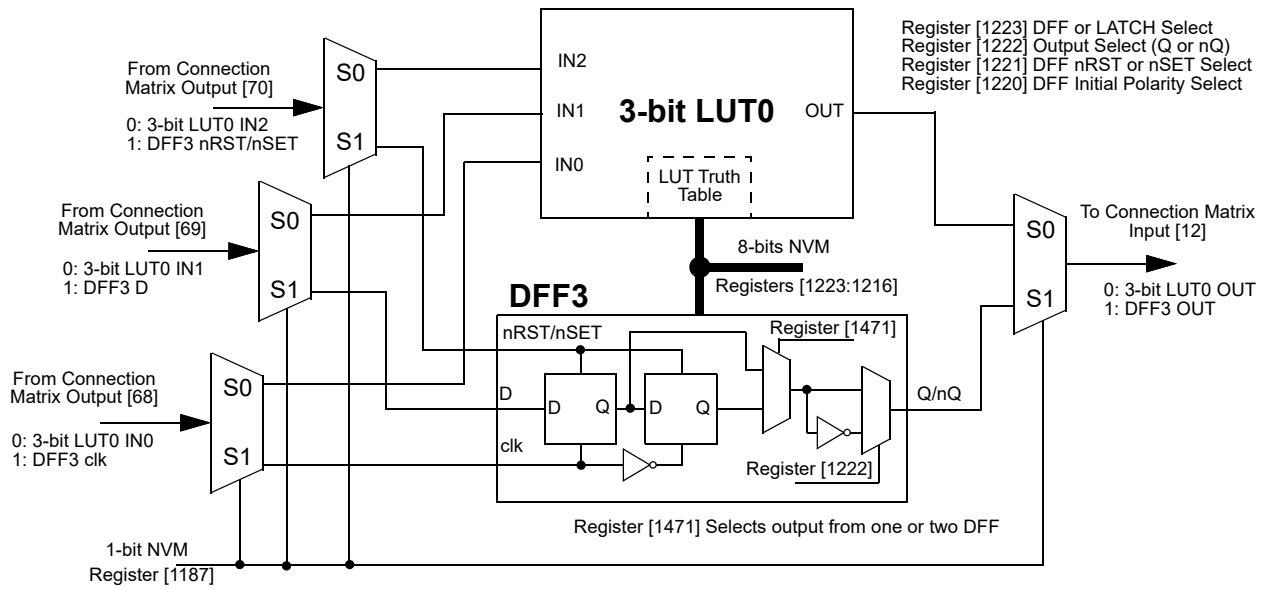 Register [1223] DFF or LATCH Select
Register [1222] Output Select (Q or nQ)
Register [1221] DFF nRST or nSET Select
Register [1220] DFF Initial Polarity Select
From Connection
Matrix Output [70]
0: 3-bit LUT0 IN2
1: DFF3 nRST/nSET
S0
S1
IN2
IN1
IN0
3-bit LUT0
OUT
LUT Truth
Table
From Connection
Matrix Output [69]
0: 3-bit LUT0 IN1
1: DFF3 D
S0
S1
8-bits NVM
Registers [1223:1216]
To Connection Matrix
Input [12]
S0
S1
0: 3-bit LUT0 OUT
1: DFF3 OUT
DFF3
nRST/nSET
Register [1471]
From Connection
Matrix Output [68]
0: 3-bit LUT0 IN0
1: DFF3 clk
S0
S1
D
D
Q
D
Q
Q/nQ
clk
Register [1222]
Register [1471] Selects output from one or two DFF
1-bit NVM
Register [1187]